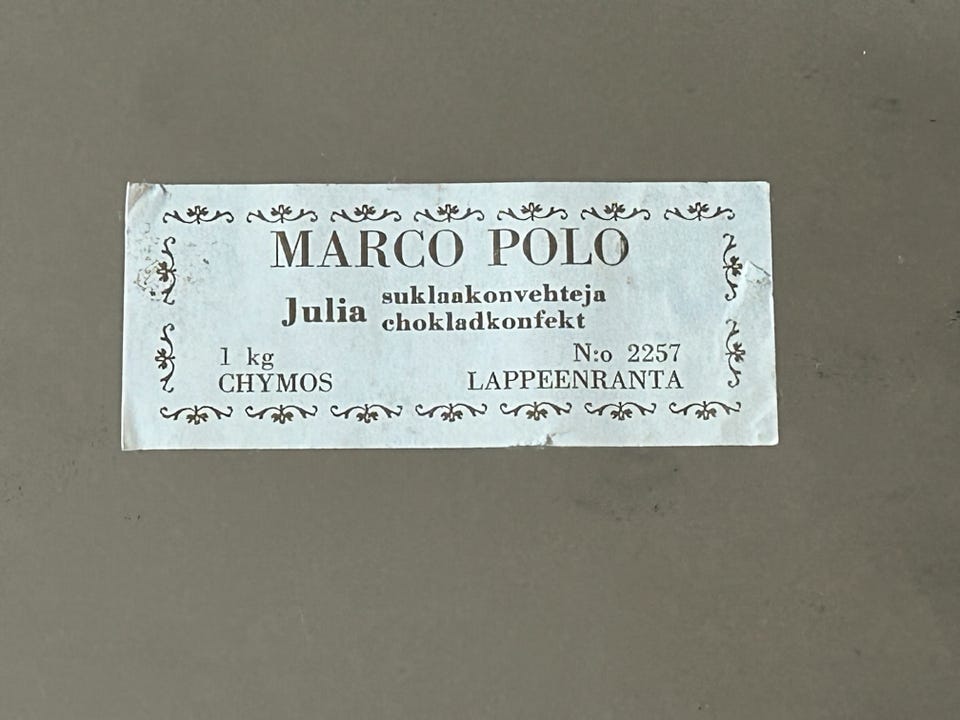 MARCO POLO
Julia suklaakonvehteja
chokladkonfekt
1 kg N:o 2257
CHYMOS LAPPEENRANTA